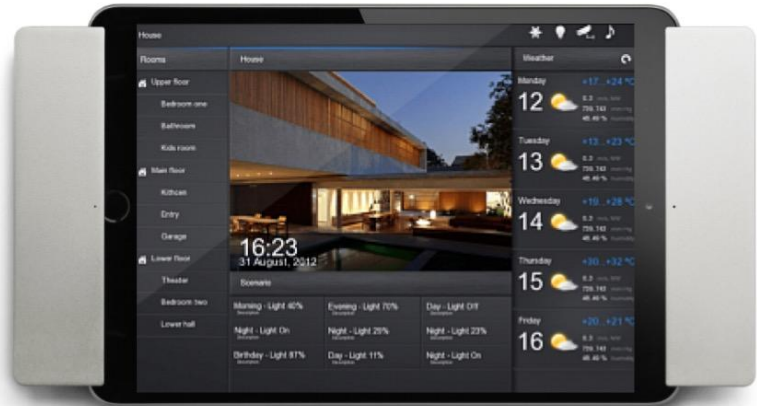 House
Rooms
House
Weather
Upper floor
Bedroom one
Bathroom
Kids room
Main floor
Kithcen
Entry
Garage
Lower floor
Theater
Bedroom two
Lower hall
16:23
31 August, 2012
Scenario
Morning - Light 40%
Evening - Light 70%
Day - Light Off
Night - Light On
Night - Light 25%
Night - Light 23%
Birthday - Light 87%
Day - Light 11%
Night - Light On
Monday
+17...+24 °C
12
Tuesday
+13...+23 °C
13
Wednesday
+19...+28 °C
14
Thursday
+30...+32 °C
15
Friday
+20...+21 °C
16